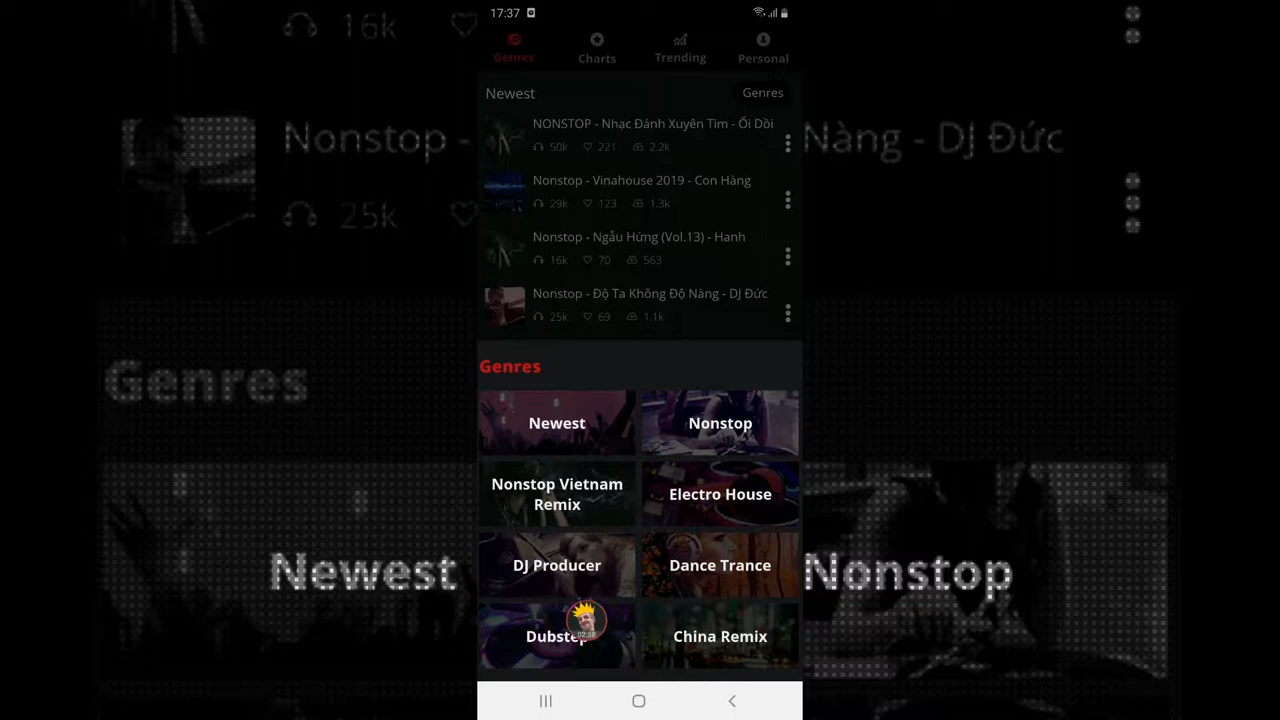 17:37
Genres
Charts
Trending
Personal
Newest
Genres
NONSTOP - Nhạc Đánh Xuyên Tim - Ối Dồi
50k 221 2.2k
Nonstop - Vinahouse 2019 - Con Hàng
29k 123 1.3k
Nonstop - Ngẫu Hứng (Vol.13) - Hanh
16k 70 563
Nonstop - Độ Ta Không Độ Nàng - DJ Đức
25k 69 1.1k
Genres
Newest
Nonstop
Nonstop Vietnam
Remix
Electro House
DJ Producer
Dance Trance
Dubstep
02:38
China Remix
16k
Nonstop -
Nàng - DJ Đức
25k
Genres
Newest
Nonstop